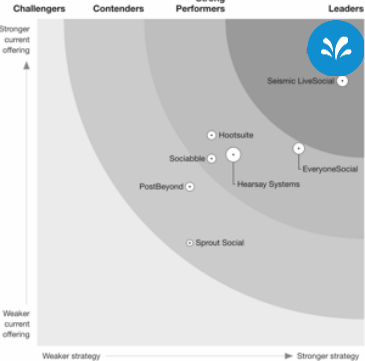 Strong
Challengers Contenders Performers Leaders
Stronger
current
offering
Seismic LiveSocial
Hootsuite
Sociabble
EveryoneSocial
PostBeyond
Hearsay Systems
Sprout Social
Weaker
current
offering
Weaker strategy Stronger strategy